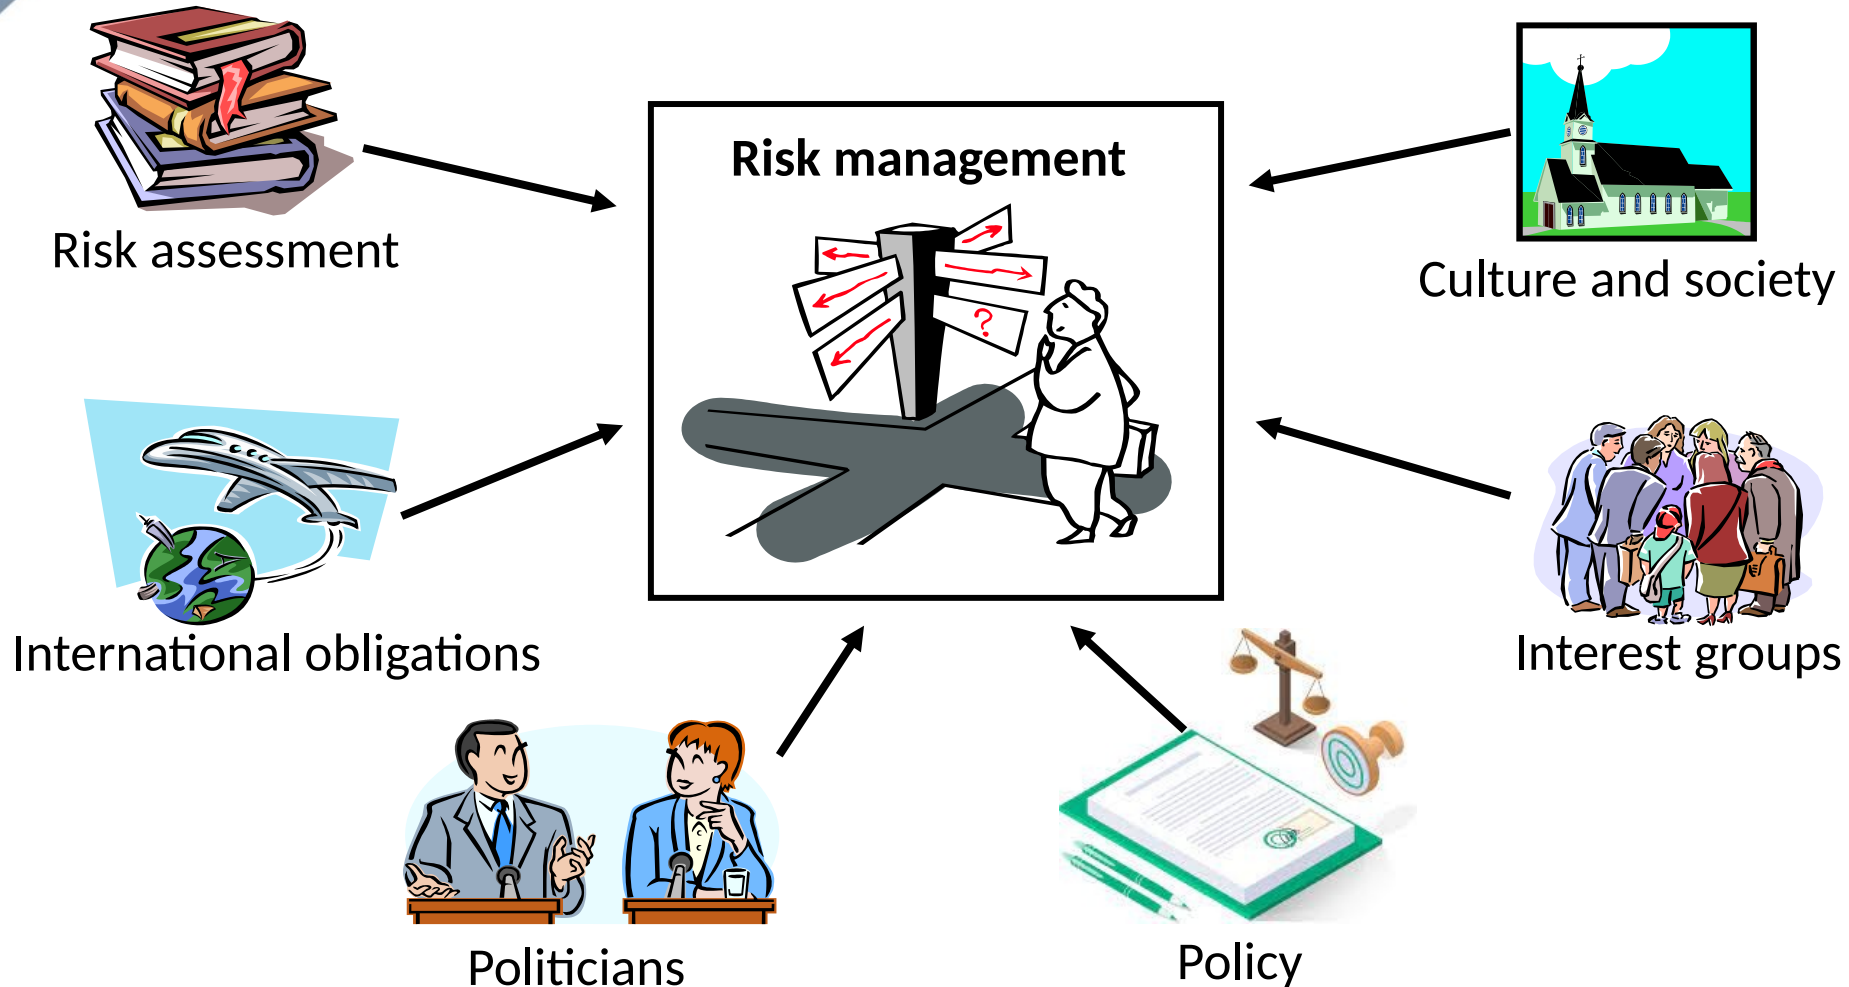 Risk management
Risk assessment
Culture and society
?
International obligations
Interest groups
Politicians
Policy